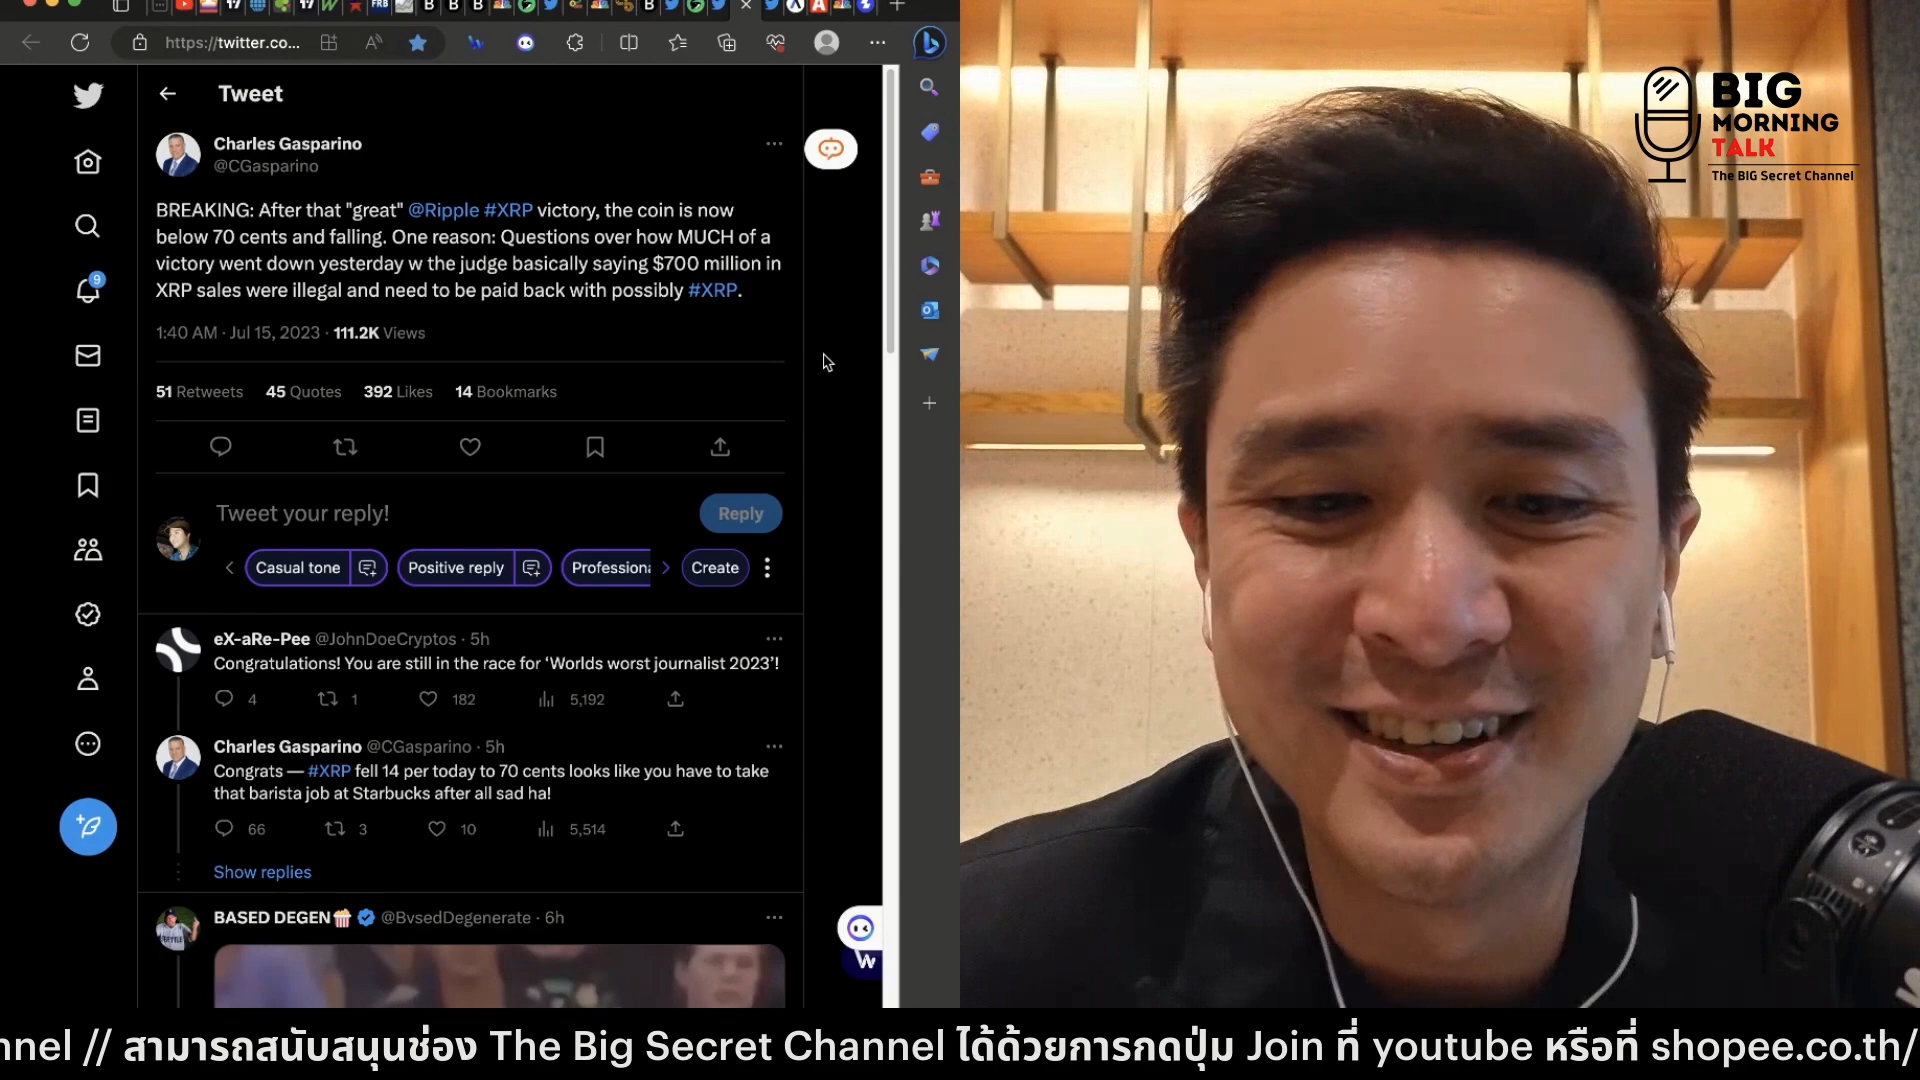 https://twitter.co...
Tweet
Charles Gasparino
@CGasparino
BREAKING: After that "great" @Ripple #XRP victory, the coin is now
below 70 cents and falling. One reason: Questions over how MUCH of a
victory went down yesterday w the judge basically saying $700 million in
XRP sales were illegal and need to be paid back with possibly #XRP.
1:40 AM · Jul 15, 2023 · 111.2K Views
51 Retweets 45 Quotes 392 Likes 14 Bookmarks
Tweet your reply!
Reply
Casual tone
Positive reply
Professiona
Create
eX-aRe-Pee @JohnDoeCryptos · 5h
Congratulations! You are still in the race for ‘Worlds worst journalist 2023’!
4 1 182 5,192
Charles Gasparino @CGasparino · 5h
Congrats — #XRP fell 14 per today to 70 cents looks like you have to take
that barista job at Starbucks after all sad ha!
66 3 10 5,514
Show replies
BASED DEGEN @BvsedDegenerate · 6h
9
BIG
MORNING
TALK
The BIG Secret Channel
nnel // สามารถสนับสนุนช่อง The Big Secret Channel ได้ด้วยการกดปุ่ม Join ที่ youtube หรือที่ shopee.co.th/